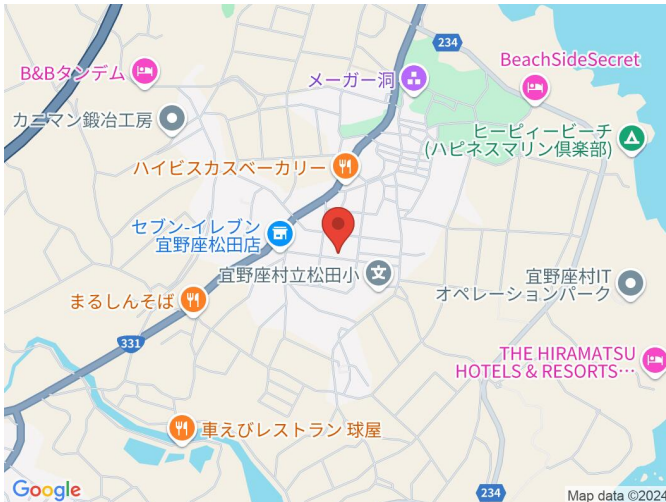 234
BeachSideSecret
B&Bタンデム
メーガー洞
カニマン鍛冶工房
ヒーピィービーチ
(ハピネスマリン倶楽部)
ハイビスカスベーカリー
セブン-イレブン
宜野座松田店
宜野座村立松田小
宜野座村IT
オペレーションパーク
まるしんそば
331
THE HIRAMATSU
HOTELS & RESORTS…
車えびレストラン 球屋
Google
234
Map data ©2024